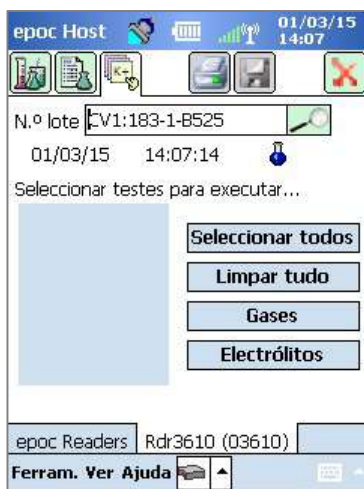 epoc Host 01/03/15
14:07
K+
N.º lote CV1:183-1-B525
01/03/15 14:07:14
Seleccionar testes para executar...
Seleccionar todos
Limpar tudo
Gases
Electrólitos
epoc Readers Rdr3610 (03610)
Ferram. Ver Ajuda